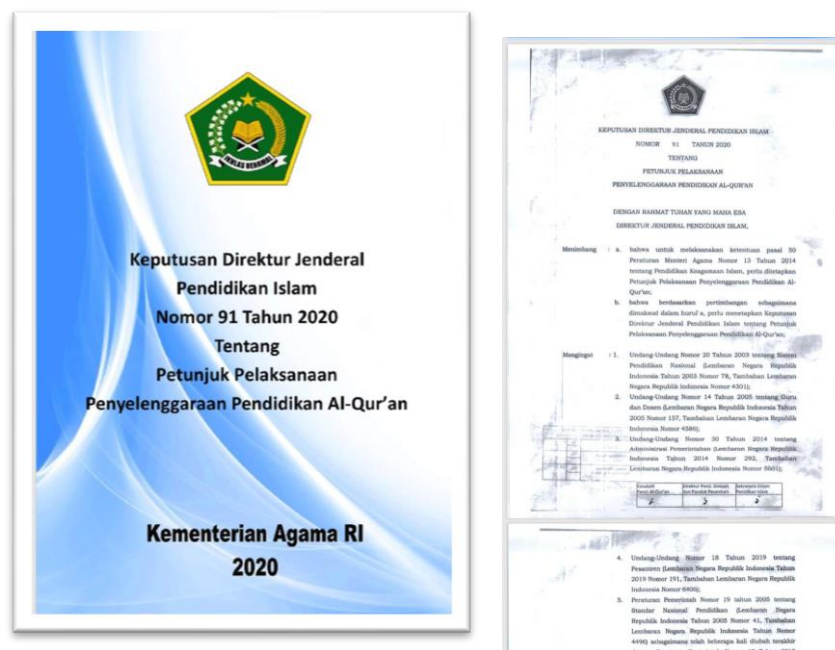 IKHLAS BERAMAL
Keputusan Direktur Jenderal
Pendidikan Islam
Nomor 91 Tahun 2020
Tentang
Petunjuk Pelaksanaan
Penyelenggaraan Pendidikan Al-Qur'an
Kementerian Agama RI
2020
KEPUTUSAN DIREKTUR JENDERAL PENDIDIKAN ISLAM
NOMOR 91 TAHUN 2020
TENTANG
PETUNJUK PELAKSANAAN
PENYELENGGARAAN PENDIDIKAN AL-QUR'AN
DENGAN RAHMAT TUHAN YANG MAHA ESA
DIREKTUR JENDERAL PENDIDIKAN ISLAM,
Menimbang : a. bahwa untuk melaksanakan ketentuan pasal 50
Peraturan Menteri Agama Nomor 13 Tahun 2014
tentang Pendidikan Keagamaan Islam, perlu ditetapkan
Petunjuk Pelaksanaan Penyelenggaraan Pendidikan Al-
Qur'an;
b. bahwa berdasarkan pertimbangan sebagaimana
dimaksud dalam huruf a, perlu menetapkan Keputusan
Direktur Jenderal Pendidikan Islam tentang Petunjuk
Pelaksanaan Penyelenggaraan Pendidikan Al-Qur'an;
Mengingat : 1. Undang-Undang Nomor 20 Tahun 2003 tentang Sistem
Pendidikan Nasional (Lembaran Negara Republik
Indonesia Tahun 2003 Nomor 78, Tambahan Lembaran
Negara Republik Indonesia Nomor 4301);
2. Undang-Undang Nomor 14 Tahun 2005 tentang Guru
dan Dosen (Lembaran Negara Republik Indonesia Tahun
2005 Nomor 157, Tambahan Lembaran Negara Republik
Indonesia Nomor 4586);
3. Undang-Undang Nomor 30 Tahun 2014 tentang
Administrasi Pemerintahan (Lembaran Negara Republik
Indonesia Tahun 2014 Nomor 292, Tambahan
Lembaran Negara Republik Indonesia Nomor 5601);
4. Undang-Undang Nomor 18 Tahun 2019 tentang
Pesantren (Lembaran Negara Republik Indonesia Tahun
2019 Nomor 191, Tambahan Lembaran Negara Republik
Indonesia Nomor 6406);
5. Peraturan Pemerintah Nomor 19 tahun 2005 tentang
Standar Nasional Pendidikan (Lembaran Negara
Republik Indonesia Tahun 2005 Nomor 41, Tambahan
Lembaran Negara Republik Indonesia Tahun Nomor
4496) sebagaimana telah beberapa kali diubah terakhir